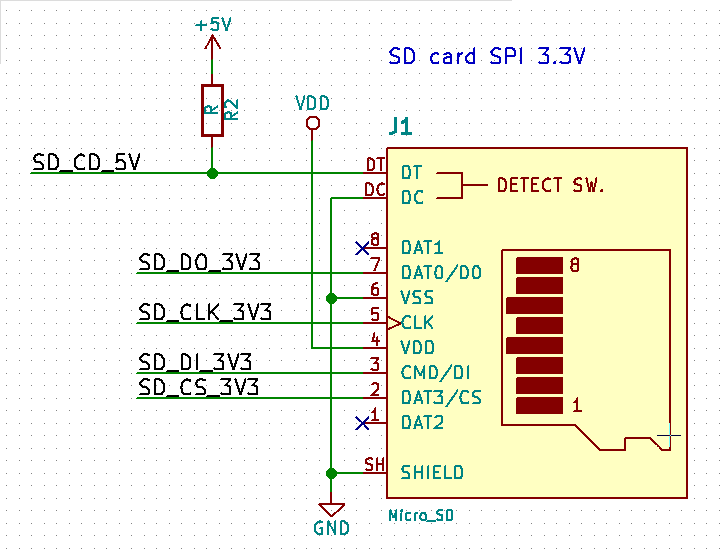 +5V
SD card SPI 3.3V
R
R2
VDD
J1
SD_CD_5V
DT
DT
DETECT SW.
DC
DC
8
DAT1
SD_DO_3V3
7
DAT0/DO
8
6
VSS
SD_CLK_3V3
5
CLK
4
VDD
SD_DI_3V3
3
CMD/DI
SD_CS_3V3
2
DAT3/CS
1
1
DAT2
SH
SHIELD
GND
Micro_SD